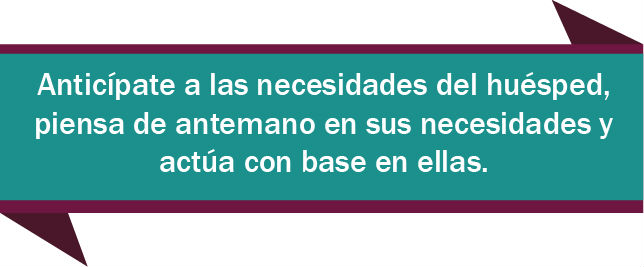 Anticípate a las necesidades del huésped,
piensa de antemano en sus necesidades y
actúa con base en ellas.